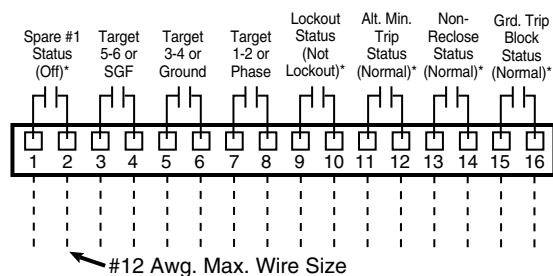 Spare #1
Status
(Off)*
Target
5-6 or
SGF
Target
3-4 or
Ground
Target
1-2 or
Phase
Lockout
Status
(Not
Lockout)*
Alt. Min.
Trip
Status
(Normal)*
Non-
Reclose
Status
(Normal)*
Grd. Trip
Block
Status
(Normal)*
1 2 3 4 5 6 7 8 9 10 11 12 13 14 15 16
#12 Awg. Max. Wire Size